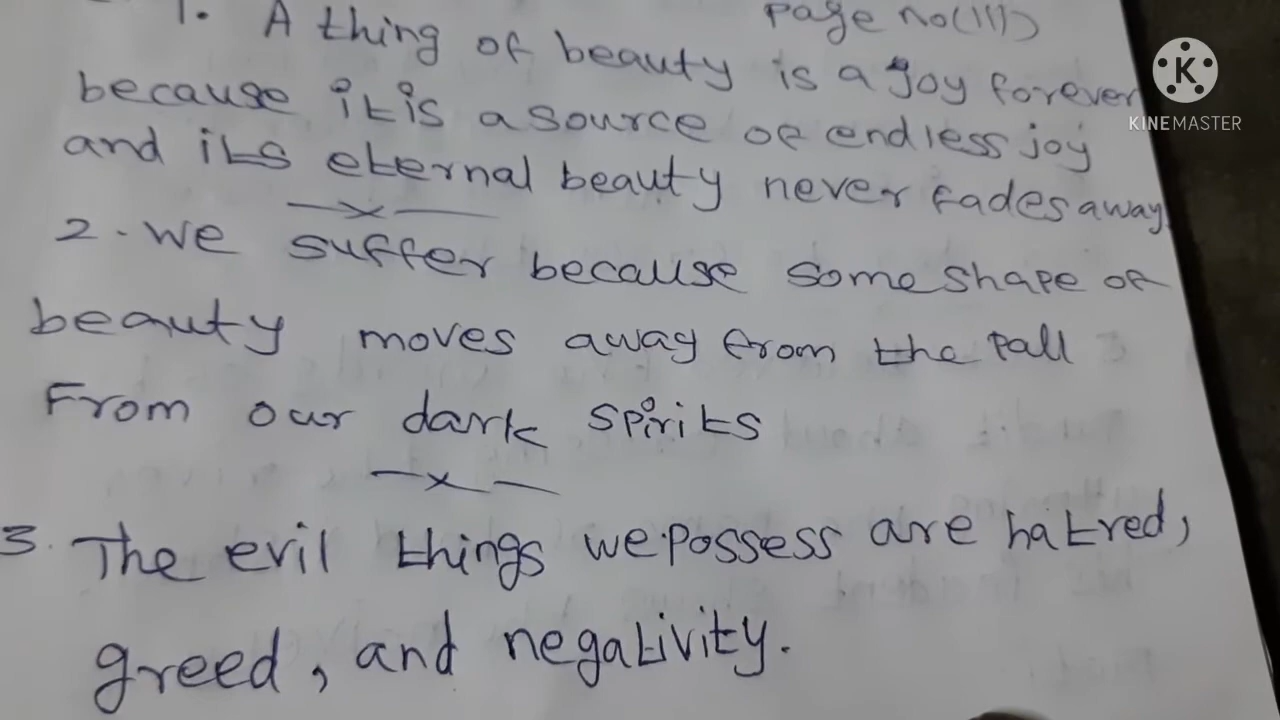 page no(111)
1. A thing of beauty is a joy forever
because it is a source of endless joy
and its eternal beauty never fades away.
2. we suffer because some shape of
beauty moves away from the pall
From our dark spirits
3. The evil things we possess are hatred,
greed, and negativity.
K
KINEMASTER